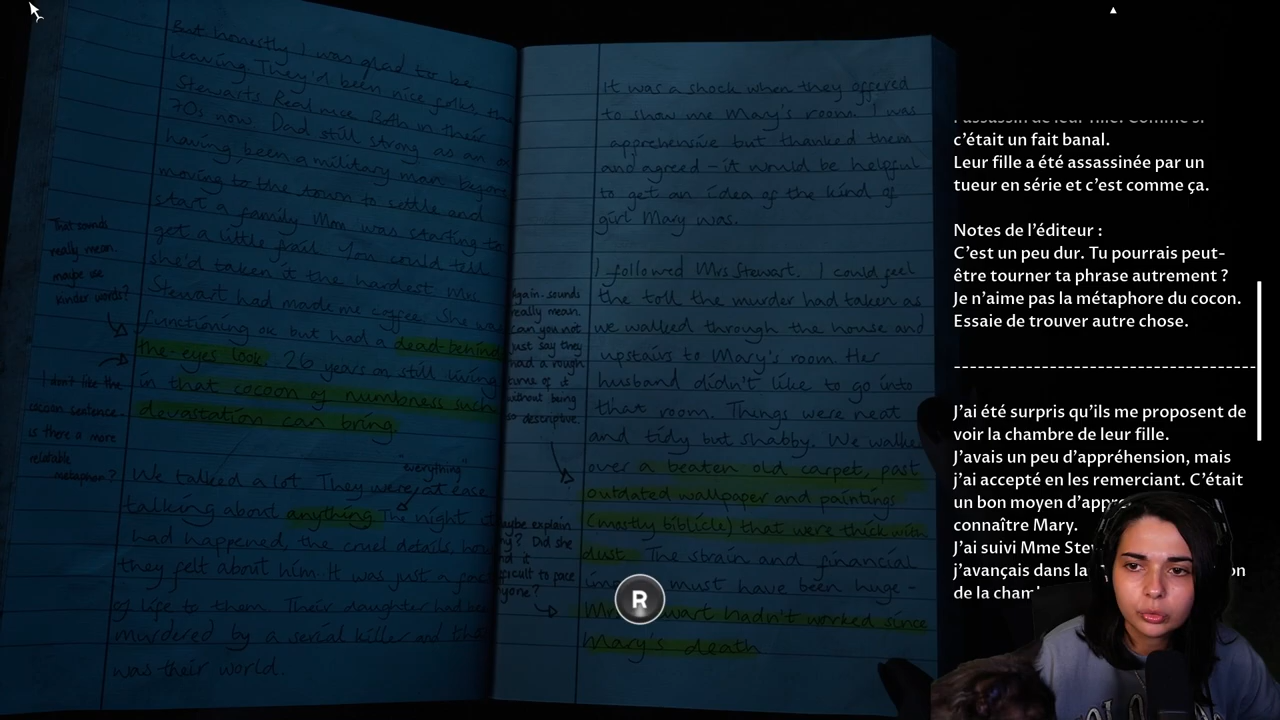 But honestly I was glad to be
leaving. They'd been nice folks, the
Stewarts. Real nice. Both in their
70s now. Dad still strong as an ox
having been a military man before
moving to the town to settle and
start a family. Mom was starting to
get a little frail. You could tell
she'd taken it the hardest. Mrs.
Stewart had made me coffee. She was
functioning ok but had a dead-behind
the-eyes look. 26 years on still living
in that cocoon of numbness such
devastation can bring.
We talked a lot. They were at ease
"everything"
talking about anything. The night it
had happened, the cruel details, how
they felt about him. It was just a fact
of life to them. Their daughter had been
murdered by a serial killer and that
was their world.
That sounds
really mean.
maybe use
kinder words?
I don't like the
cocoon sentence.
is there a more
relatable
metaphor?
It was a shock when they offered
to show me Mary's room. I was
apprehensive but thanked them
and agreed - it would be helpful
to get an idea of the kind of
girl Mary was.
I followed Mrs Stewart. I could feel
the toll the murder had taken as
we walked through the house and
upstairs to Mary's room. Her
husband didn't like to go into
that room. Things were neat
and tidy but shabby. We walked
over a beaten old carpet, past
outdated wallpaper and paintings
(mostly biblicle) that were thick with
dust. The strain and financial
must have been huge -
hadn't worked since
Mary's death
Again. sounds
really mean.
can you not
just say they
had a rough
time of it
without being
so descriptive.
explain
Did she
it
to face
R
c'était un fait banal.
Leur fille a été assassinée par un
tueur en série et c'est comme ça.
Notes de l'éditeur :
C'est un peu dur. Tu pourrais peut-
être tourner ta phrase autrement ?
Je n'aime pas la métaphore du cocon.
Essaie de trouver autre chose.
------------------------------------
J'ai été surpris qu'ils me proposent de
voir la chambre de leur fille.
J'avais un peu d'appréhension, mais
j'ai accepté en les remerciant. C'était
un bon moyen
connaître Mary.
J'ai suivi Mme
j'avançais dans la
de la